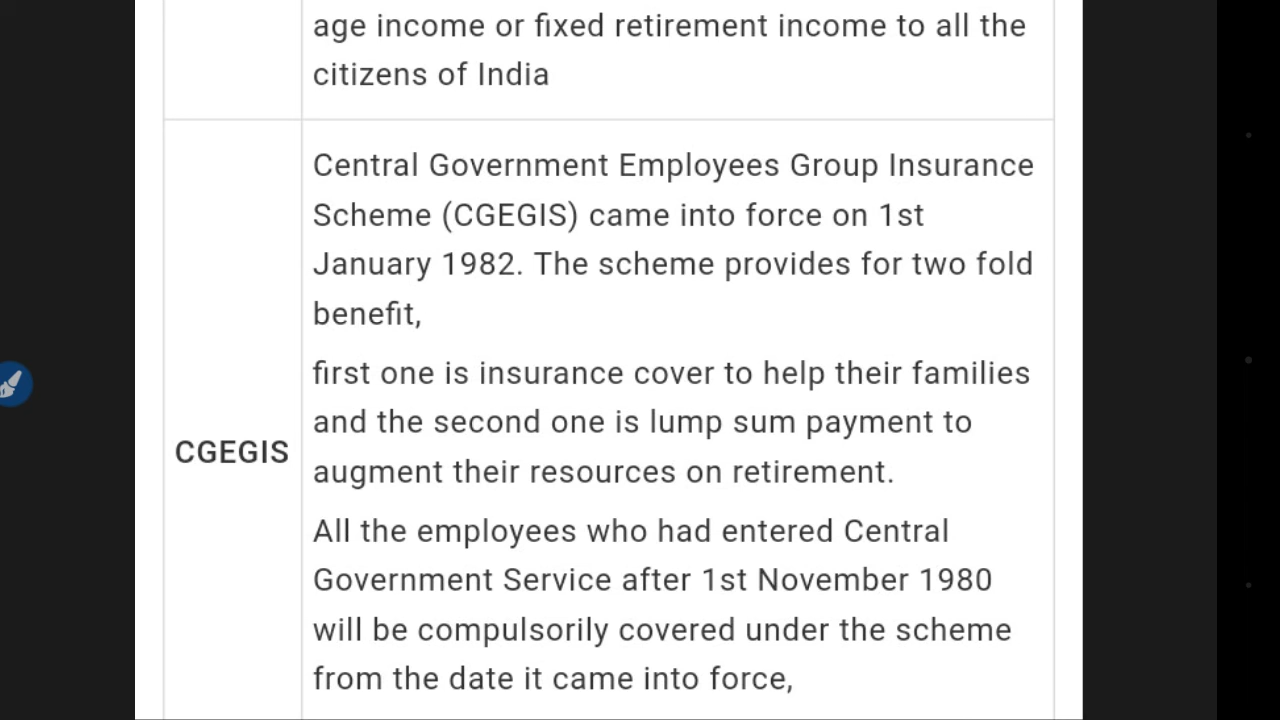 age income or fixed retirement income to all the
citizens of India
Central Government Employees Group Insurance
Scheme (CGEGIS) came into force on 1st
January 1982. The scheme provides for two fold
benefit,
first one is insurance cover to help their families
and the second one is lump sum payment to
CGEGIS
augment their resources on retirement.
All the employees who had entered Central
Government Service after 1st November 1980
will be compulsorily covered under the scheme
from the date it came into force,